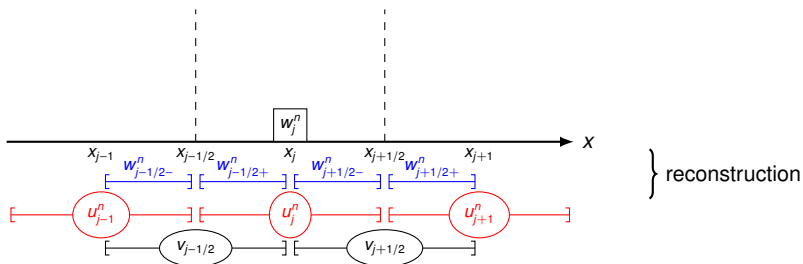 w_j^n
x
x_{j-1} x_{j-1/2} x_j x_{j+1/2} x_{j+1}
w_{j-1/2-}^n w_{j-1/2+}^n w_{j+1/2-}^n w_{j+1/2+}^n
reconstruction
u_{j-1}^n u_j^n u_{j+1}^n
v_{j-1/2} v_{j+1/2}